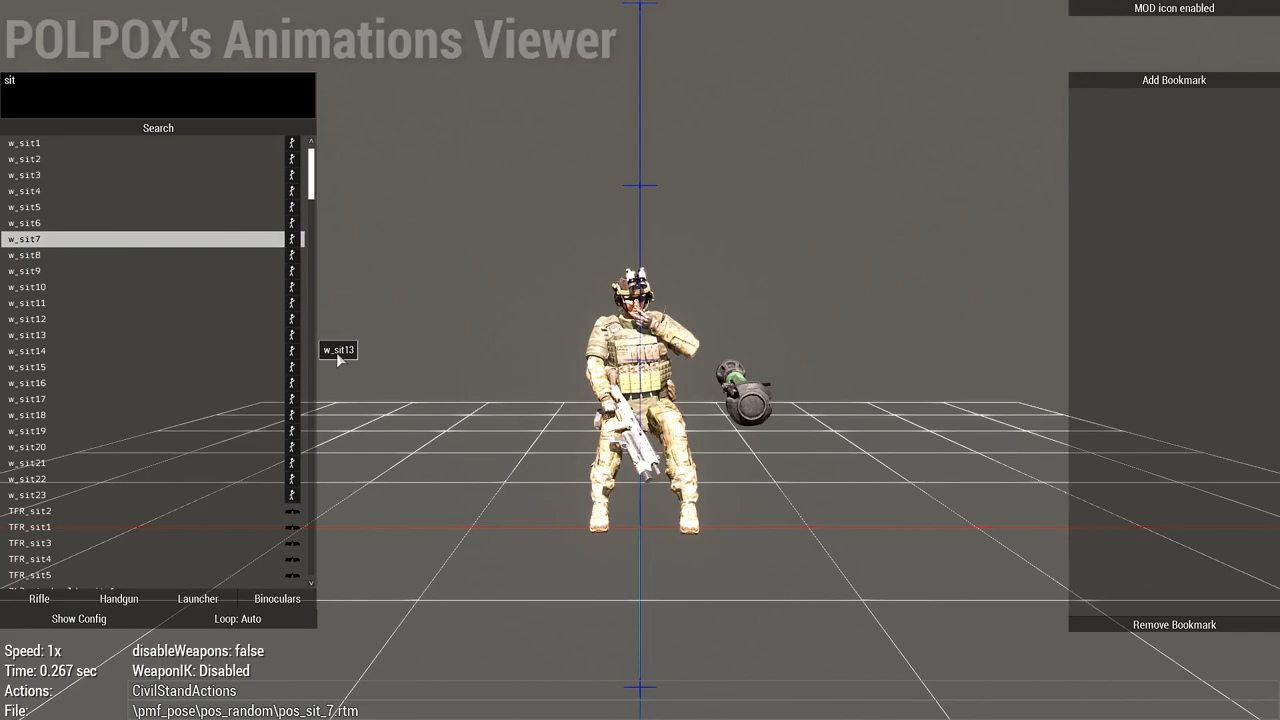 POLPOX's Animations Viewer
MOD icon enabled
sit
Search
Add Bookmark
w_sit1
w_sit2
w_sit3
w_sit4
w_sit5
w_sit6
w_sit7
w_sit8
w_sit9
w_sit10
w_sit11
w_sit12
w_sit13
w_sit14
w_sit13
w_sit15
w_sit16
w_sit17
w_sit18
w_sit19
w_sit20
w_sit21
w_sit22
w_sit23
TFR_sit2
TFR_sit1
TFR_sit3
TFR_sit4
TFR_sit5
Rifle Handgun Launcher Binoculars
Show Config Loop: Auto
Remove Bookmark
Speed: 1x disableWeapons: false
Time: 0.267 sec WeaponIK: Disabled
Actions: CivilStandActions
File: \pmf_pose\pos_random\pos_sit_7.rtm